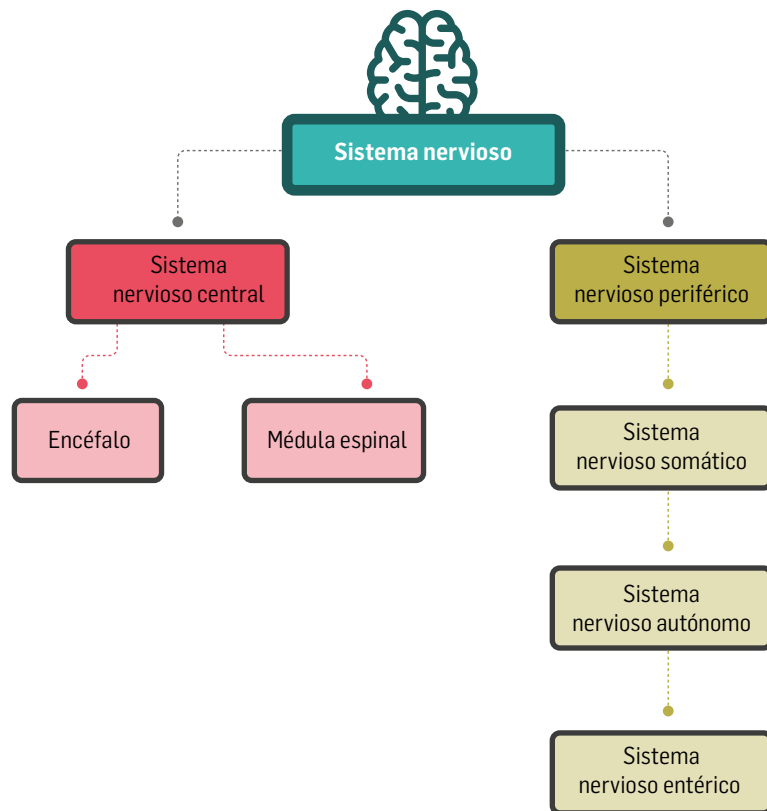 Sistema nervioso
Sistema
nervioso central
Sistema
nervioso periférico
Encéfalo
Médula espinal
Sistema
nervioso somático
Sistema
nervioso autónomo
Sistema
nervioso entérico